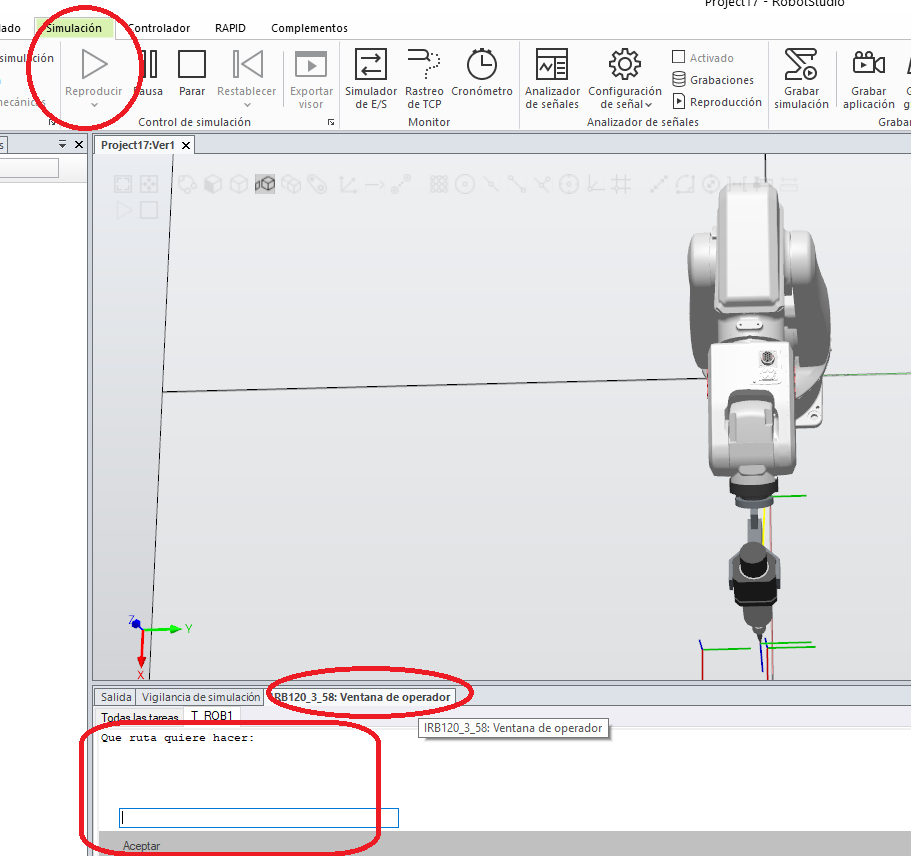 Project17 - RobotStudio
lado Simulación Controlador RAPID Complementos
simulación
mecánicos
Reproducir Pausa Parar Restablecer
Exportar
visor
Control de simulación
Simulador
de E/S
Rastreo
de TCP
Cronómetro
Monitor
Analizador
de señales
Configuración
de señal
Activado
Grabaciones
Reproducción
Analizador de señales
Grabar
simulación
Grabar
aplicación
Grabar
Project17:Ver1
Z
Y
X
Salida Vigilancia de simulación IRB120_3_58: Ventana de operador
Todas las tareas T_ROB1
IRB120_3_58: Ventana de operador
Que ruta quiere hacer:
Aceptar